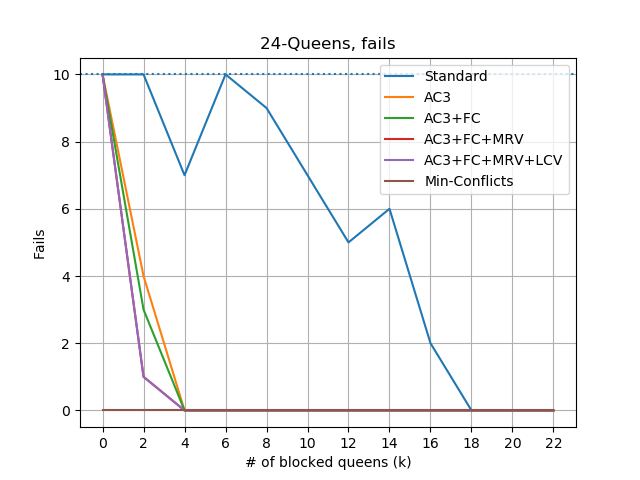 24-Queens, fails
Fails
10
8
6
4
2
0
Standard
AC3
AC3+FC
AC3+FC+MRV
AC3+FC+MRV+LCV
Min-Conflicts
0 2 4 6 8 10 12 14 16 18 20 22
# of blocked queens (k)